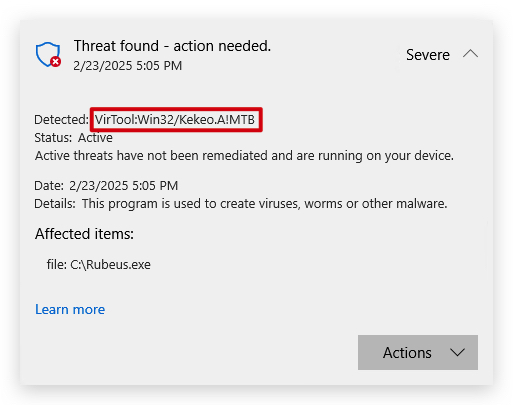 Threat found - action needed.
2/23/2025 5:05 PM
Severe
Detected: VirTool:Win32/Kekeo.A!MTB
Status: Active
Active threats have not been remediated and are running on your device.
Date: 2/23/2025 5:05 PM
Details: This program is used to create viruses, worms or other malware.
Affected items:
file: C:\Rubeus.exe
Learn more
Actions